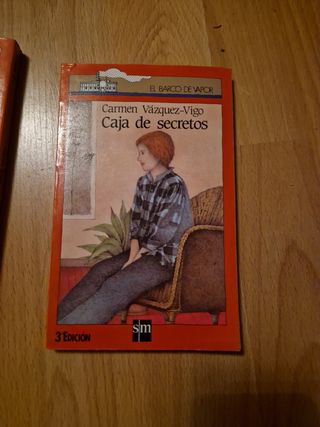 EL BARCO DE VAPOR
Carmen Vázquez-Vigo
Caja de secretos
3ª EDICIÓN
sm